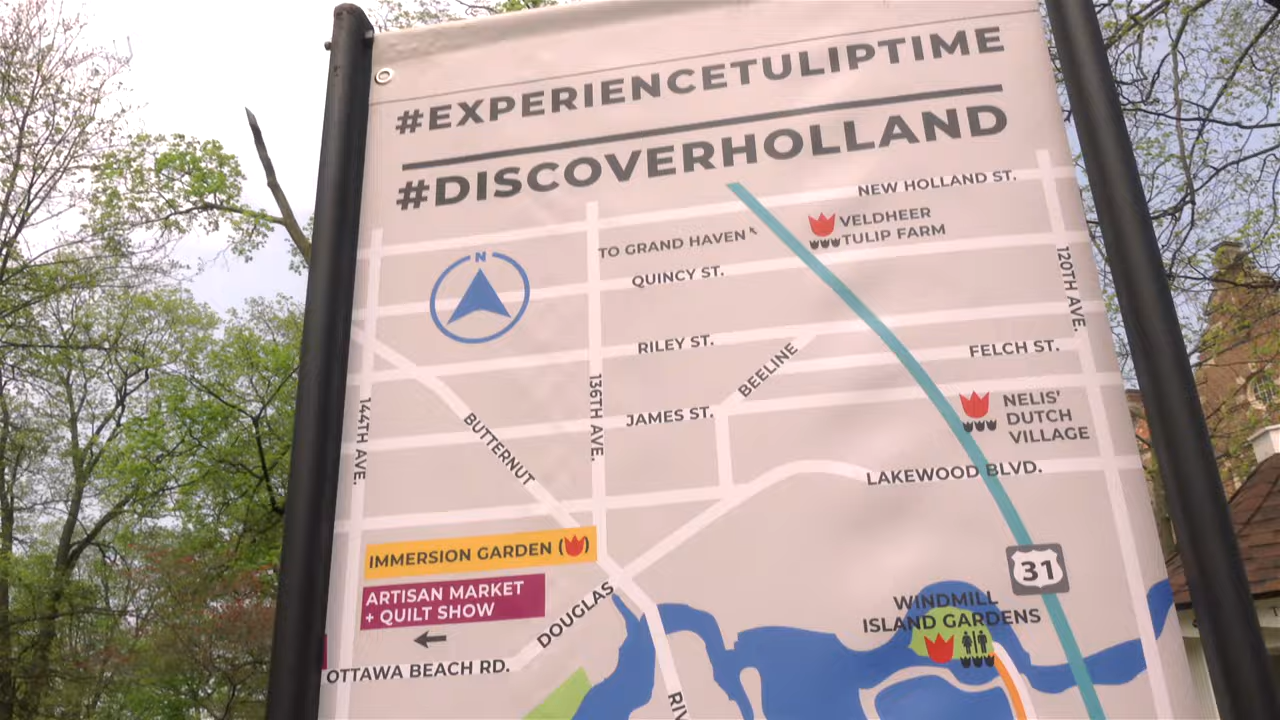 #EXPERIENCETULIPTIME
#DISCOVERHOLLAND
NEW HOLLAND ST.
VELDHEER
TULIP FARM
TO GRAND HAVEN
N
QUINCY ST.
120TH AVE.
RILEY ST.
FELCH ST.
BEELINE
144TH AVE.
136TH AVE.
JAMES ST.
NELIS'
DUTCH
VILLAGE
BUTTERNUT
LAKEWOOD BLVD.
IMMERSION GARDEN ( )
31
ARTISAN MARKET
+ QUILT SHOW
DOUGLAS
WINDMILL
ISLAND GARDENS
OTTAWA BEACH RD.
RIV